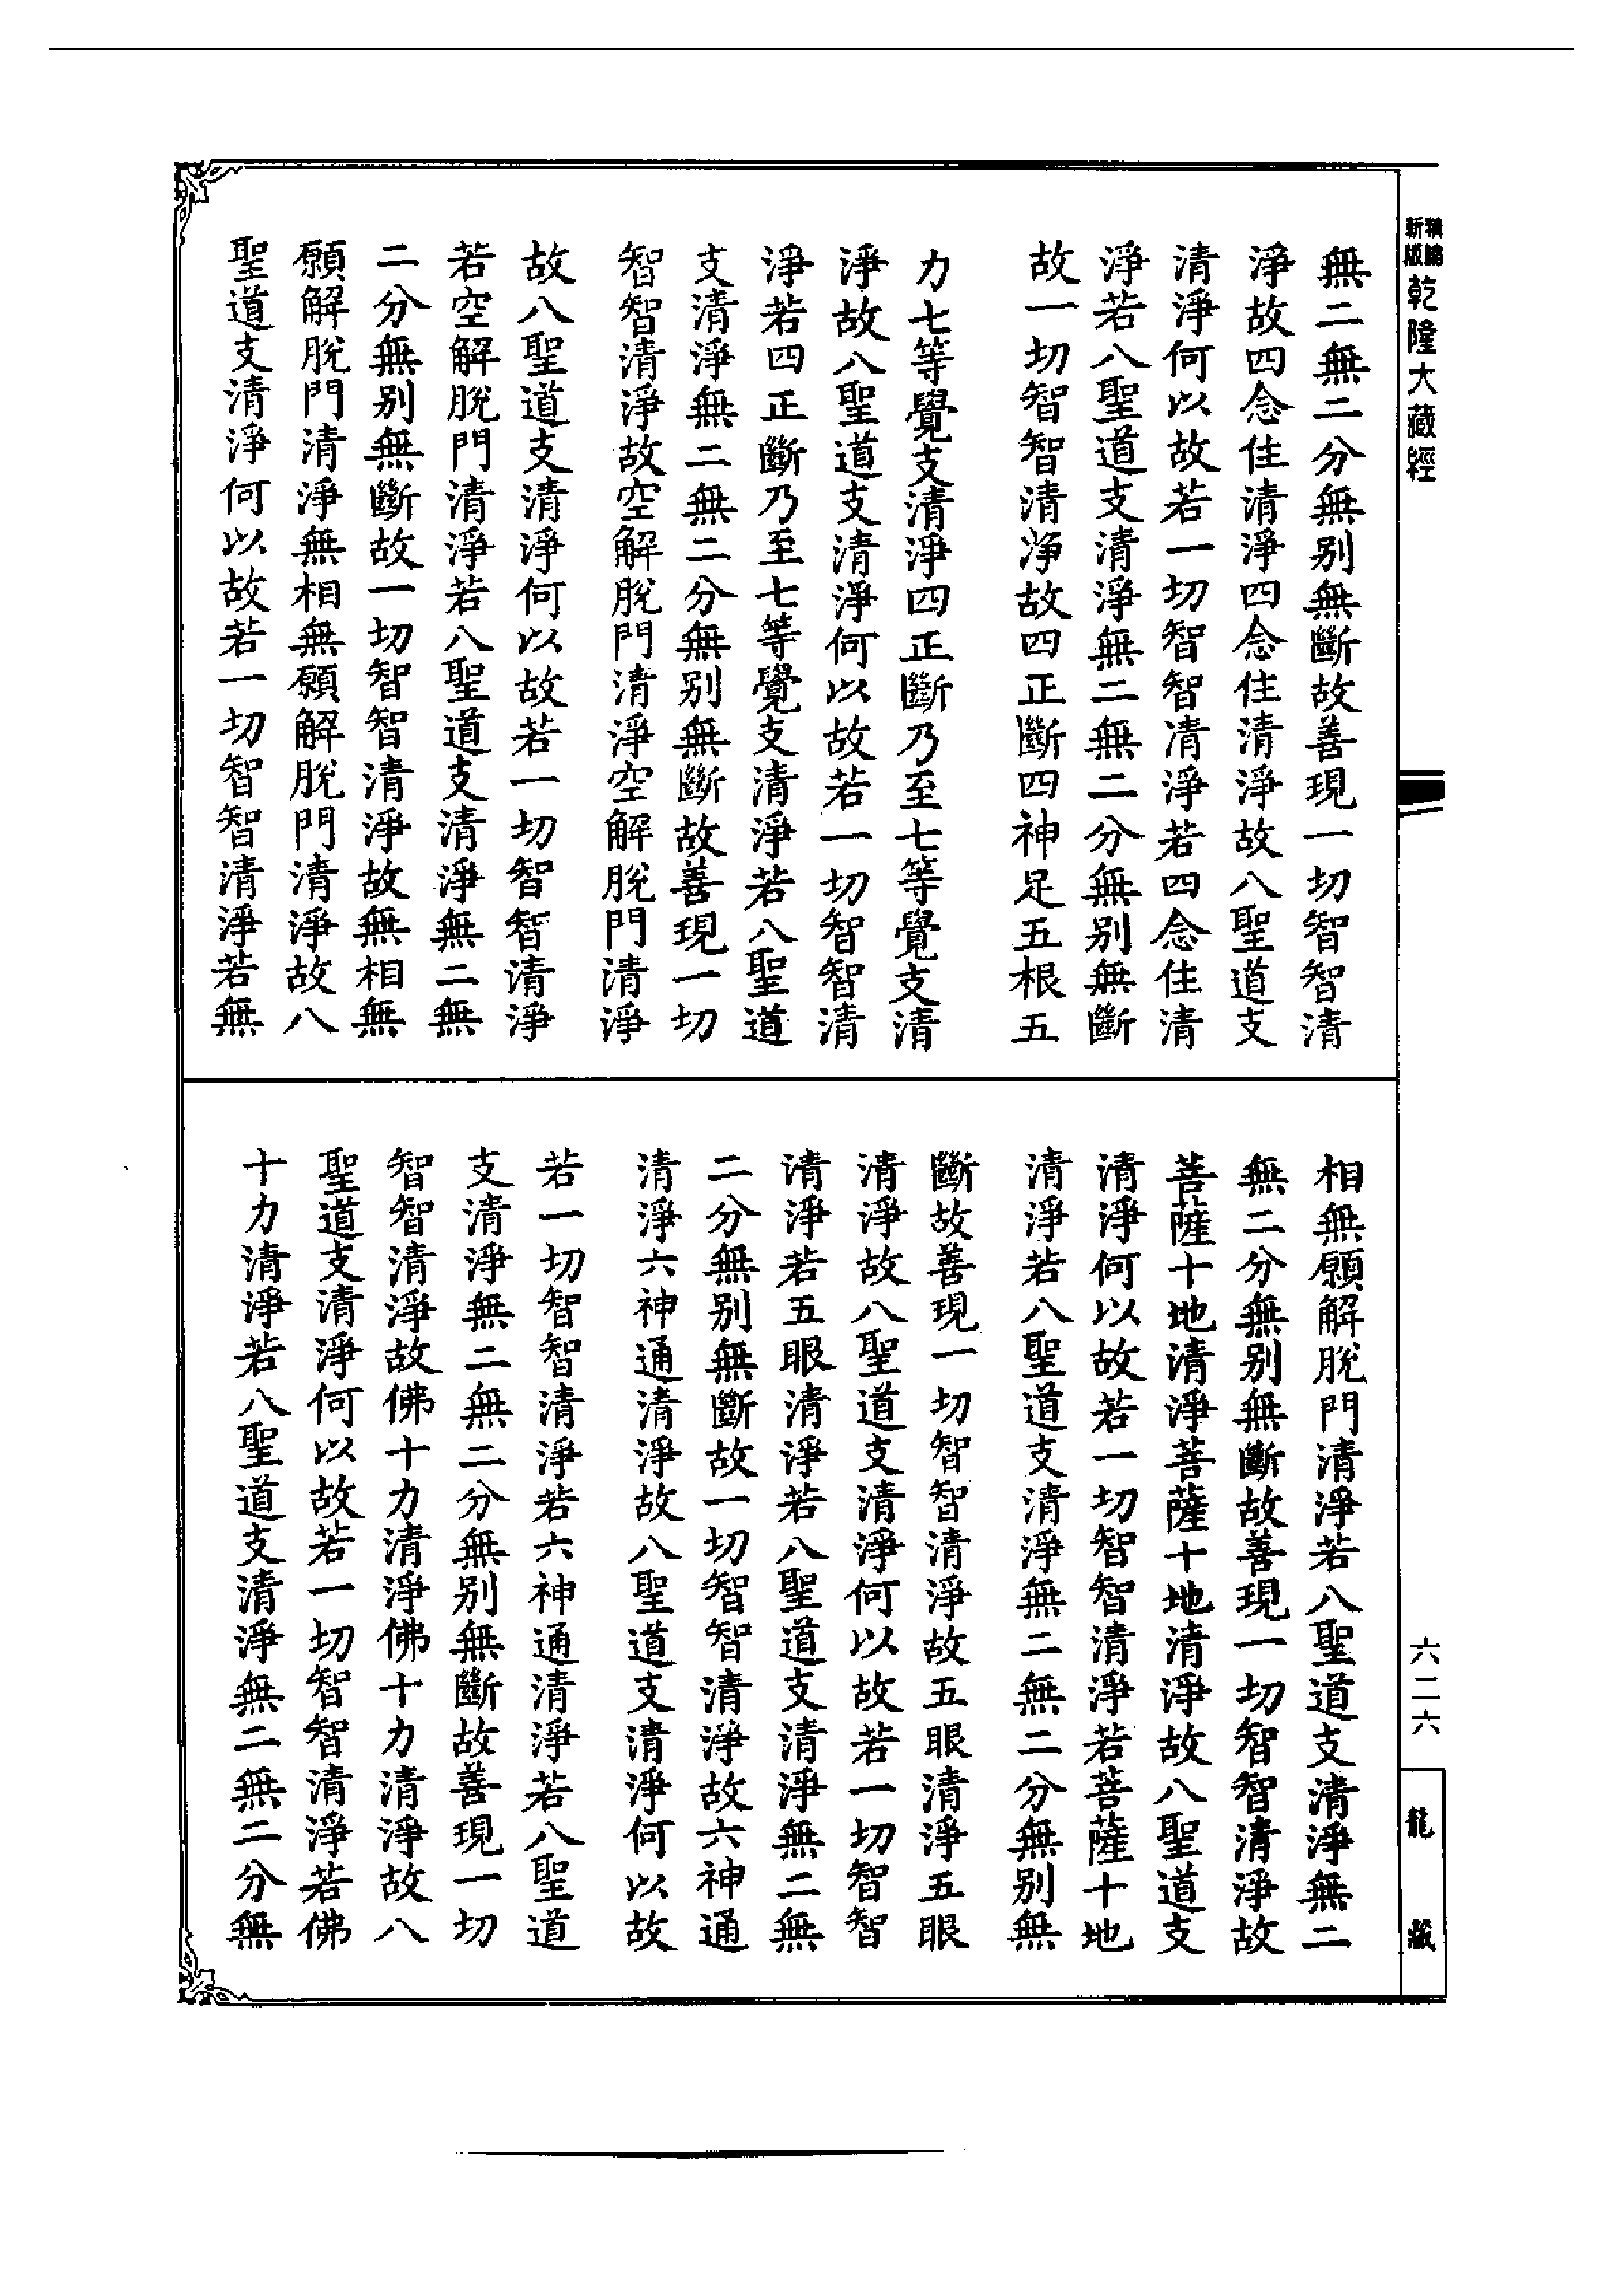 無二無二分無別無斷故善現一切智智清
淨故四念住清淨四念住清淨故八聖道支
清淨何以故若一切智智清淨若四念住清
淨若八聖道支清淨無二無二分無別無斷
故一切智智清淨故四正斷四神足五根五
力七等覺支清淨四正斷乃至七等覺支清
淨故八聖道支清淨何以故若一切智智清
淨若四正斷乃至七等覺支清淨若八聖道
支清淨無二無二分無別無斷故善現一切
智智清淨故空解脫門清淨空解脫門清淨
故八聖道支清淨何以故若一切智智清淨
若空解脫門清淨若八聖道支清淨無二無
二分無別無斷故一切智智清淨故無相無
願解脫門清淨無相無願解脫門清淨故八
聖道支清淨何以故若一切智智清淨若無
相無願解脫門清淨若八聖道支清淨無二
無二分無別無斷故善現一切智智清淨故
菩薩十地清淨菩薩十地清淨故八聖道支
清淨何以故若一切智智清淨若菩薩十地
清淨若八聖道支清淨無二無二分無別無
斷故善現一切智智清淨故五眼清淨五眼
清淨故八聖道支清淨何以故若一切智智
清淨若五眼清淨若八聖道支清淨無二無
二分無別無斷故一切智智清淨故六神通
清淨六神通清淨故八聖道支清淨何以故
若一切智智清淨若六神通清淨若八聖道
支清淨無二無二分無別無斷故善現一切
智智清淨故佛十力清淨佛十力清淨故八
聖道支清淨何以故若一切智智清淨若佛
十力清淨若八聖道支清淨無二無二分無
新版
乾隆大藏經
六二六
龍藏